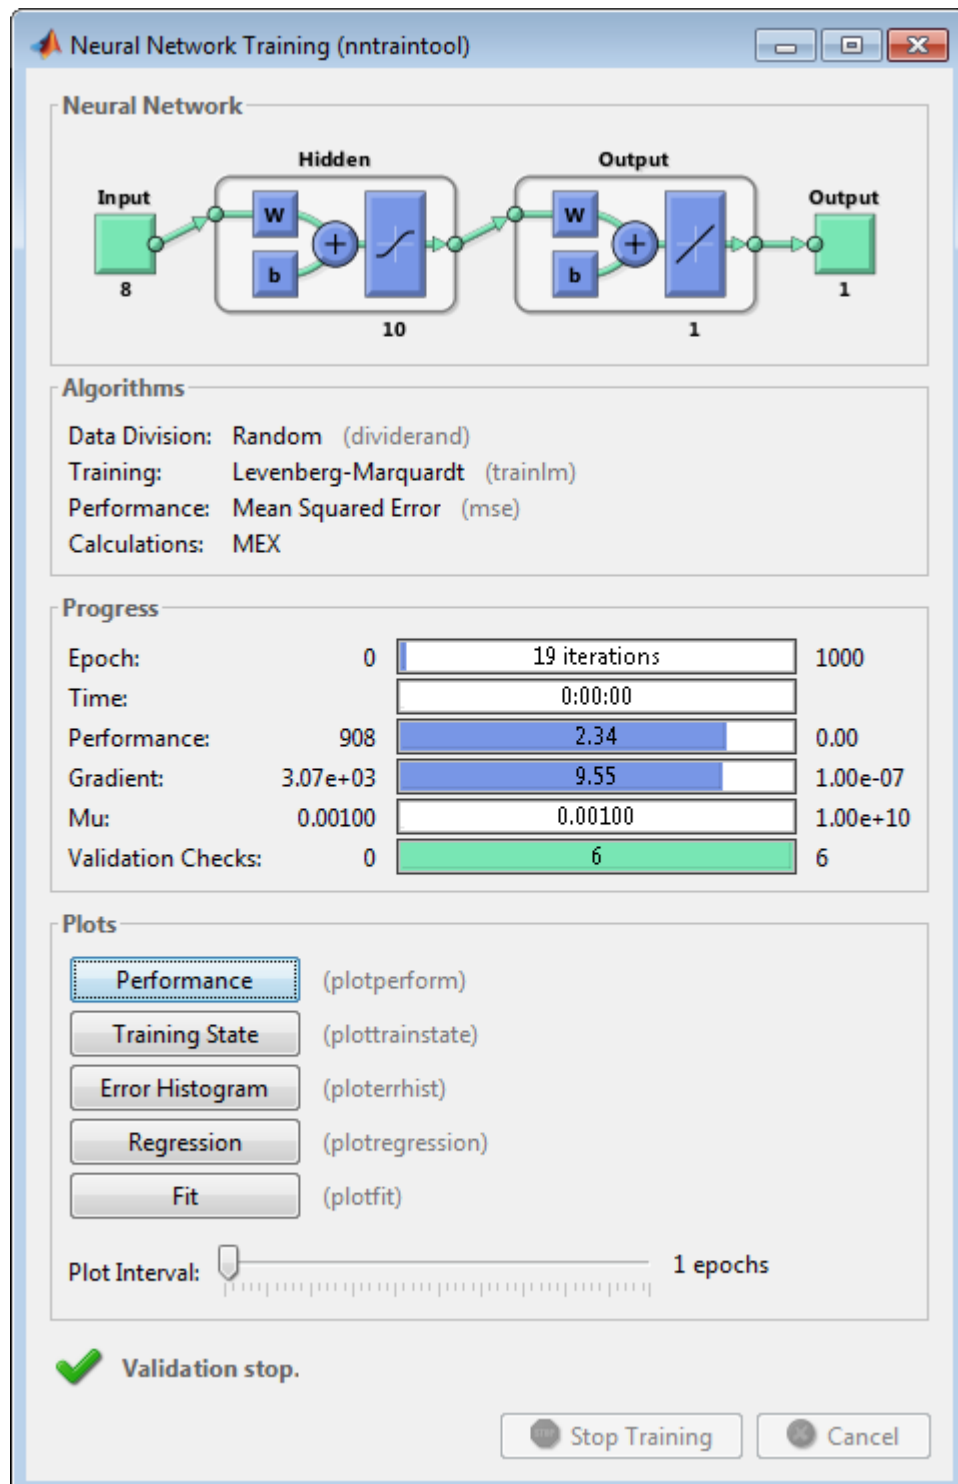 Neural Network Training (nntraintool)
Neural Network
Hidden Output
Input W b + W b + Output
8 10 1 1
Algorithms
Data Division: Random (dividerand)
Training: Levenberg-Marquardt (trainlm)
Performance: Mean Squared Error (mse)
Calculations: MEX
Progress
Epoch: 0 19 iterations 1000
Time: 0:00:00
Performance: 908 2.34 0.00
Gradient: 3.07e+03 9.55 1.00e-07
Mu: 0.00100 0.00100 1.00e+10
Validation Checks: 0 6 6
Plots
Performance (plotperform)
Training State (plottrainstate)
Error Histogram (ploterrhist)
Regression (plotregression)
Fit (plotfit)
Plot Interval: 1 epochs
Validation stop.
Stop Training Cancel